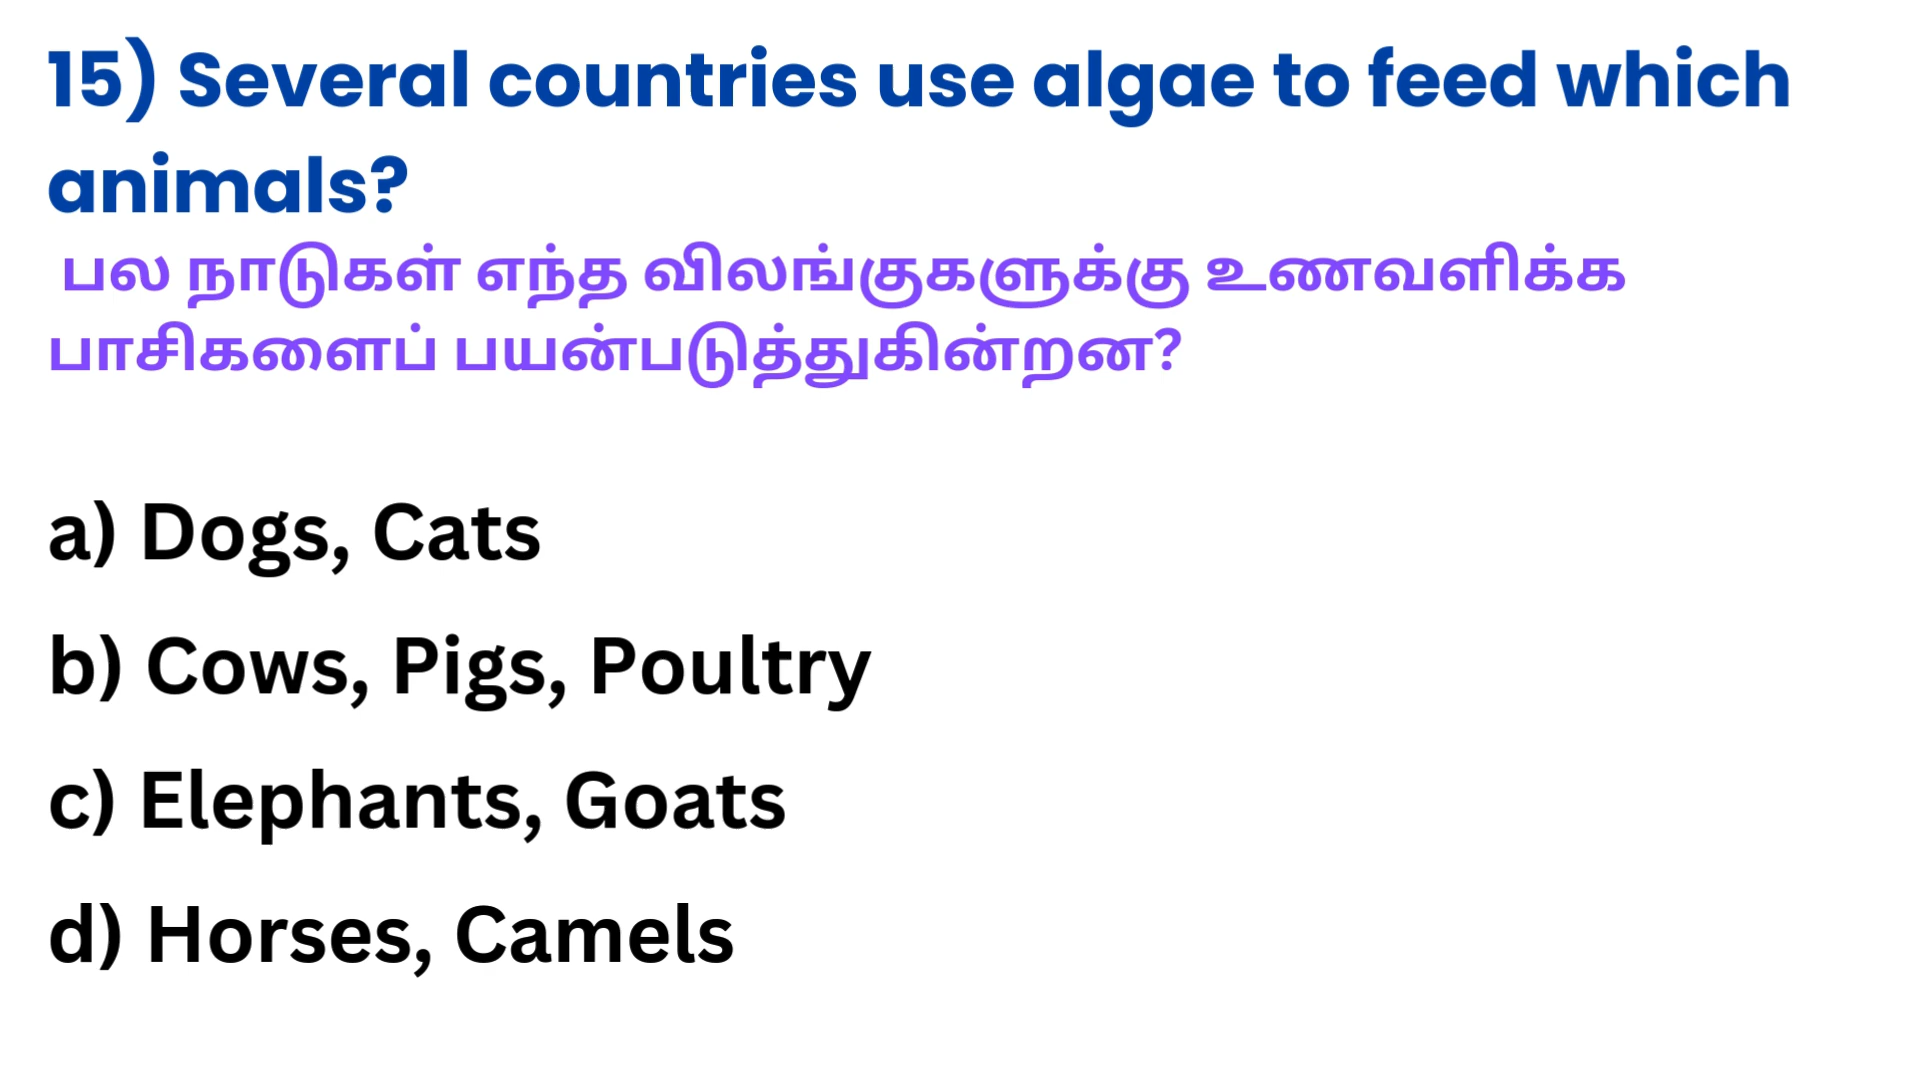 15) Several countries use algae to feed which
animals?
பல நாடுகள் எந்த விலங்குகளுக்கு உணவளிக்க
பாசிகளைப் பயன்படுத்துகின்றன?
a) Dogs, Cats
b) Cows, Pigs, Poultry
c) Elephants, Goats
d) Horses, Camels